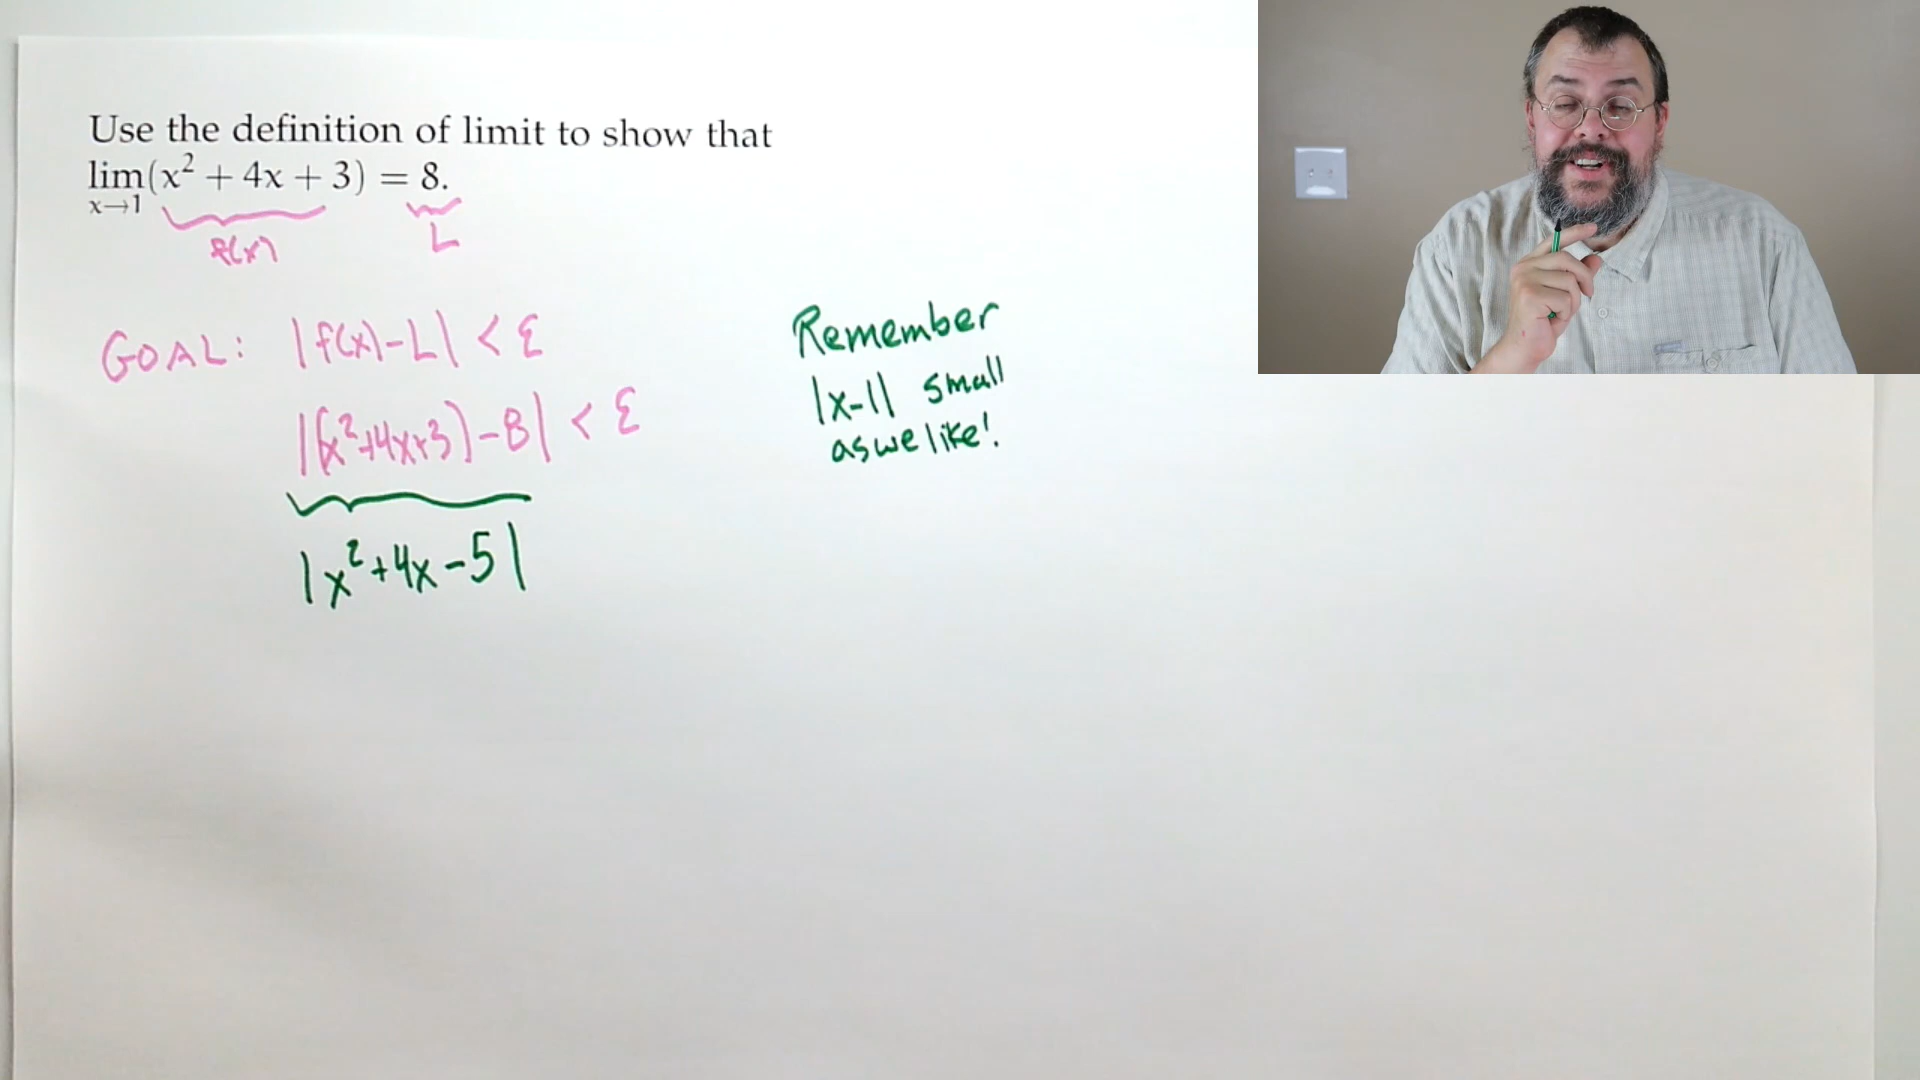 Use the definition of limit to show that
lim(x² + 4x + 3) = 8.
x→1
f(x)
L
GOAL: |f(x)-L| < ε
|(x²+4x+3)-8| < ε
|x²+4x-5|
Remember
|x-1| small
as we like!